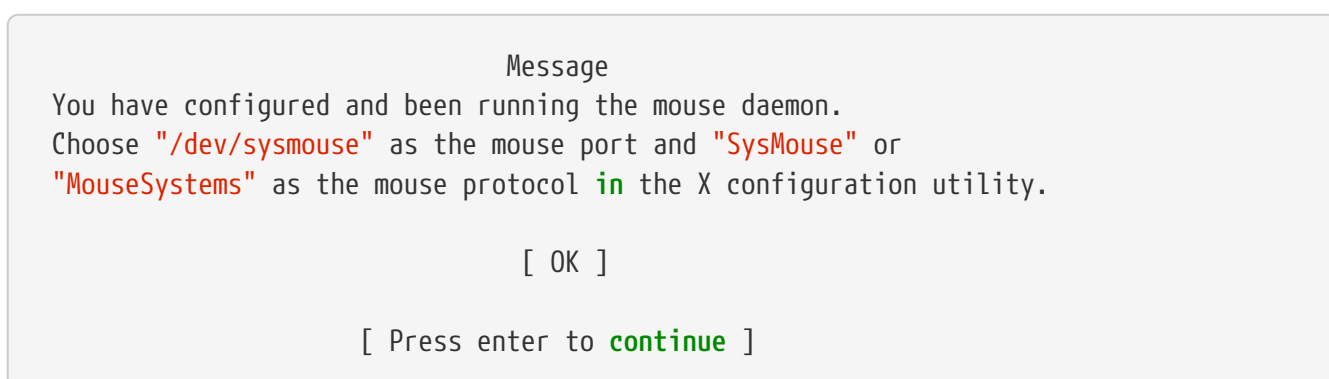 Message
You have configured and been running the mouse daemon.
Choose "/dev/sysmouse" as the mouse port and "SysMouse" or
"MouseSystems" as the mouse protocol in the X configuration utility.
[ OK ]
[ Press enter to continue ]